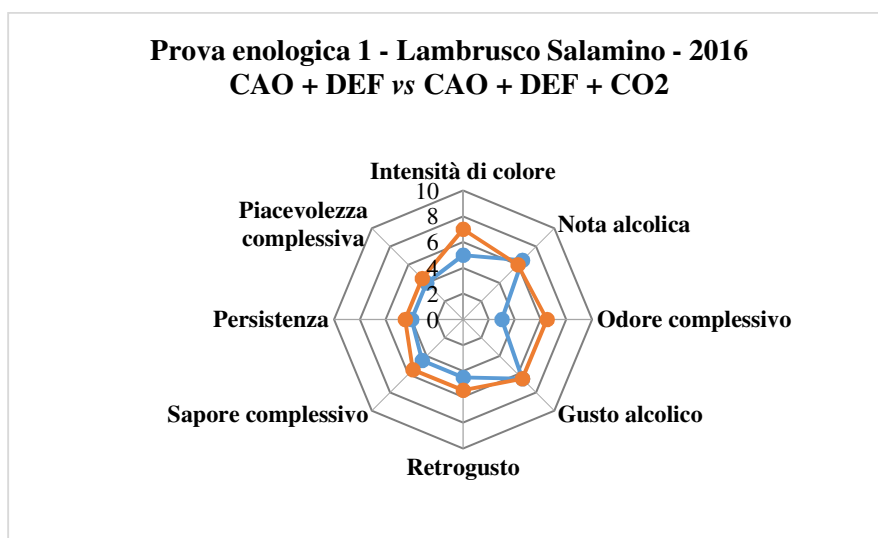 Prova enologica 1 - Lambrusco Salamino - 2016
CAO + DEF vs CAO + DEF + CO2
Intensità di colore
10
8
6
4
2
0
Nota alcolica
Odore complessivo
Gusto alcolico
Retrogusto
Sapore complessivo
Persistenza
Piacevolezza
complessiva